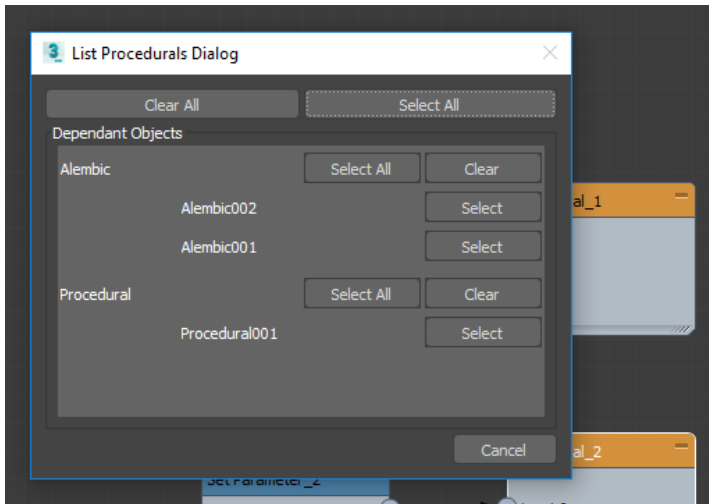 3 List Procedurals Dialog
Clear All Select All
Dependant Objects
Alembic Select All Clear
Alembic002 Select
Alembic001 Select
Procedural Select All Clear
Procedural001 Select
Cancel
al_1
al_2
Set Parameter_2